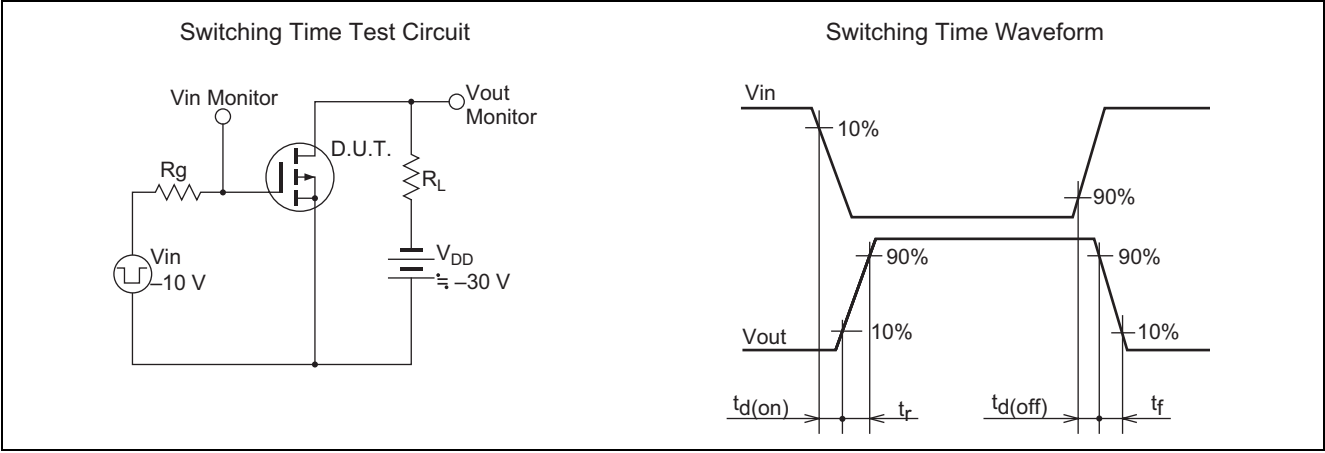 Switching Time Test Circuit
Vin Monitor
Vout
Monitor
D.U.T.
Rg
RL
Vin
–10 V
VDD
≒ –30 V
Switching Time Waveform
Vin
10%
90%
90%
90%
Vout
10%
10%
td(on)
tr
td(off)
tf